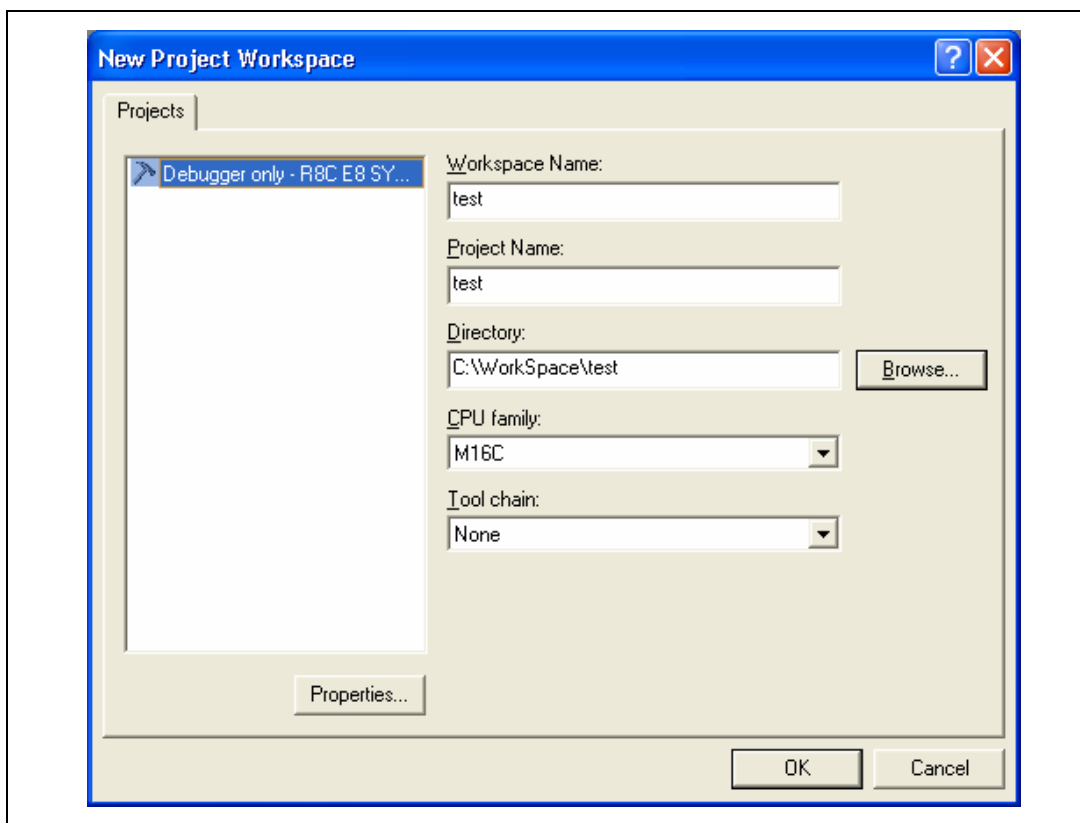 New Project Workspace
Projects
Debugger only - R8C E8 SY...
Workspace Name:
test
Project Name:
test
Directory:
C:\WorkSpace\test
Browse...
CPU family:
M16C
Tool chain:
None
Properties...
OK
Cancel